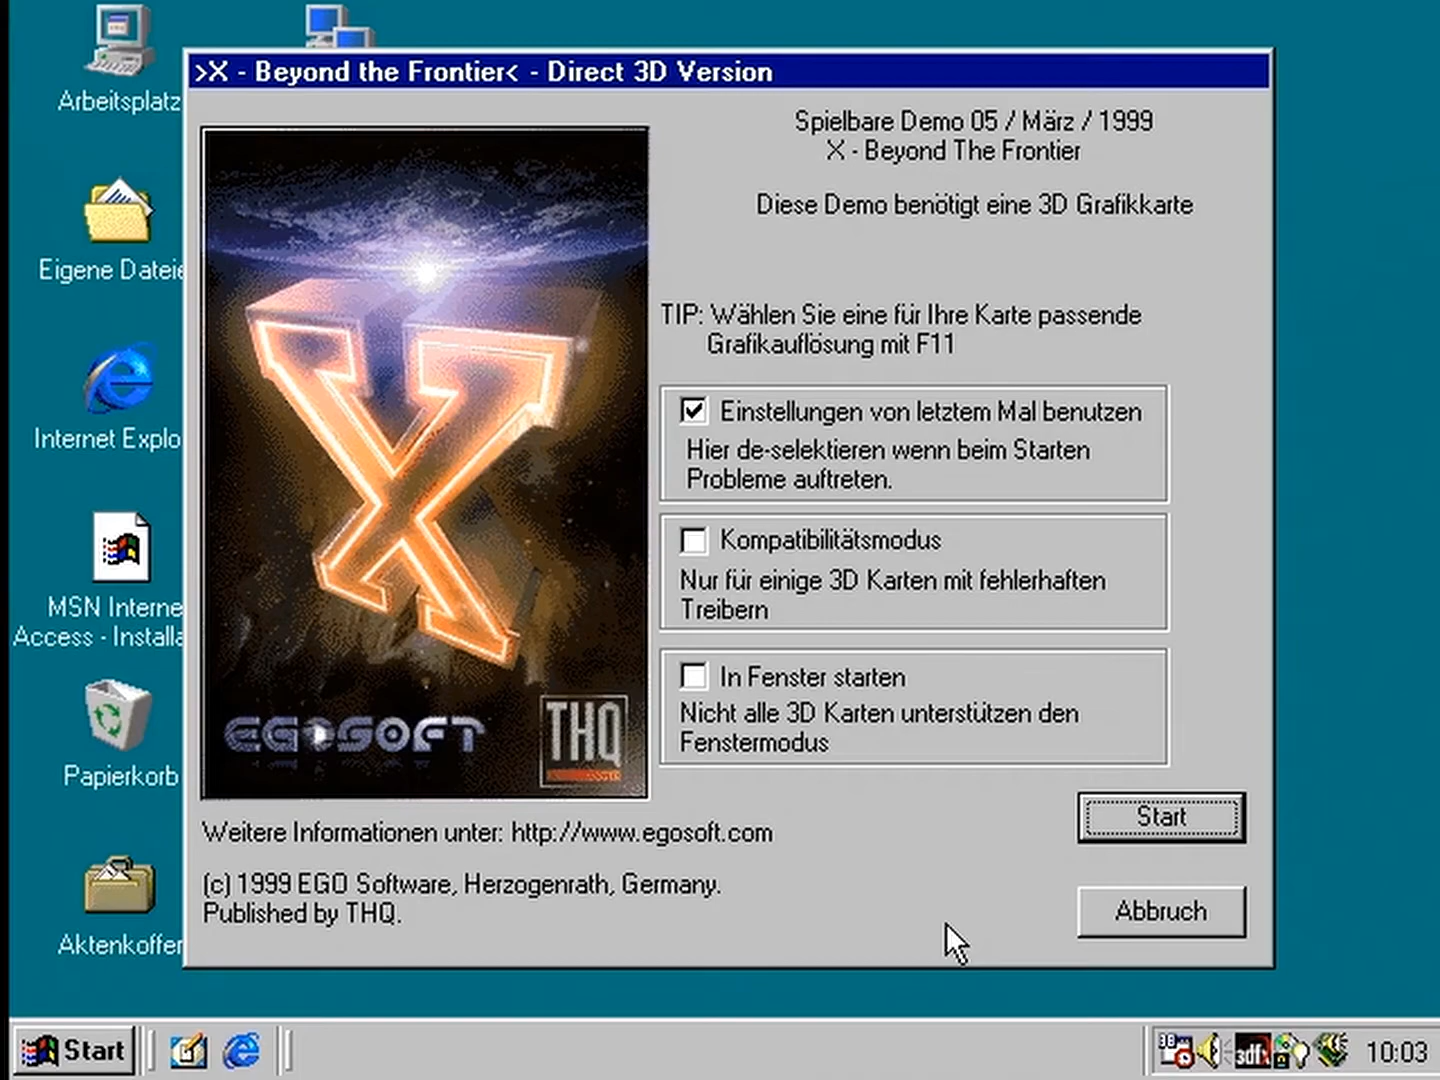 Arbeitsplatz
Eigene Dateie
Internet Explo
MSN Interne
Access - Installa
Papierkorb
Aktenkoffer
>X - Beyond the Frontier< - Direct 3D Version
Spielbare Demo 05 / März / 1999
X - Beyond The Frontier
Diese Demo benötigt eine 3D Grafikkarte
TIP: Wählen Sie eine für Ihre Karte passende
Grafikauflösung mit F11
Einstellungen von letztem Mal benutzen
Hier de-selektieren wenn beim Starten
Probleme auftreten.
Kompatibilitätsmodus
Nur für einige 3D Karten mit fehlerhaften
Treibern
In Fenster starten
Nicht alle 3D Karten unterstützen den
Fenstermodus
X
EGOSOFT
THQ
Weitere Informationen unter: http://www.egosoft.com
(c) 1999 EGO Software, Herzogenrath, Germany.
Published by THQ.
Start
Abbruch
Start
3dfx
10:03